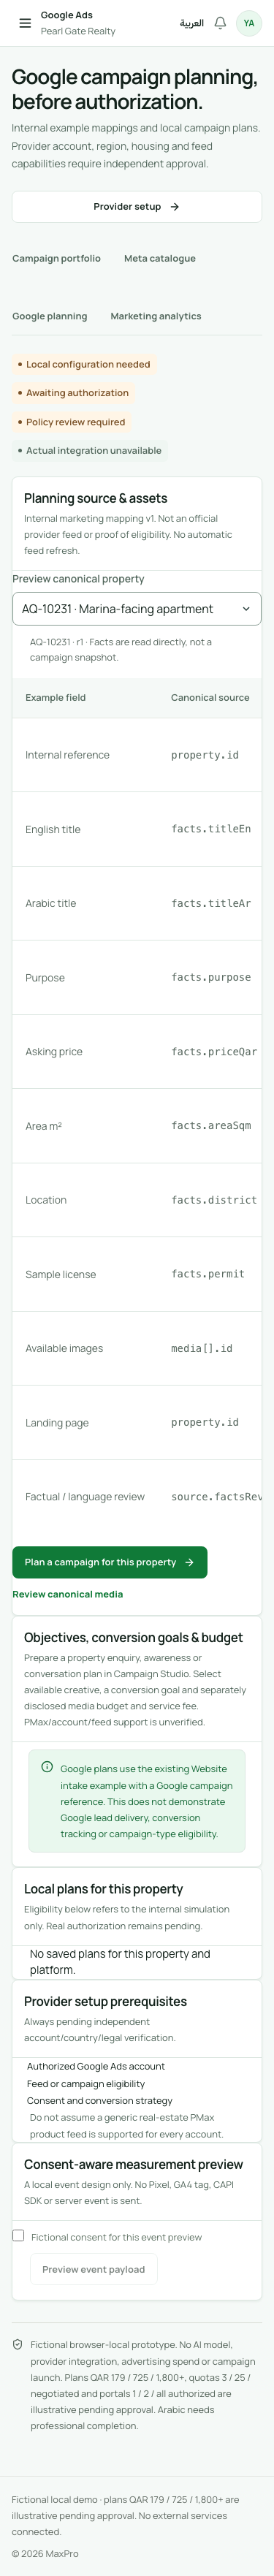 Google Ads
Pearl Gate Realty
العربية
YA
Google campaign planning,
before authorization.
Internal example mappings and local campaign plans.
Provider account, region, housing and feed
capabilities require independent approval.
Provider setup →
Campaign portfolio Meta catalogue
Google planning Marketing analytics
Local configuration needed
Awaiting authorization
Policy review required
Actual integration unavailable
Planning source & assets
Internal marketing mapping v1. Not an official
provider feed or proof of eligibility. No automatic
feed refresh.
Preview canonical property
AQ-10231 · Marina-facing apartment
AQ-10231 · r1 · Facts are read directly, not a
campaign snapshot.
Example field Canonical source
Internal reference property.id
English title facts.titleEn
Arabic title facts.titleAr
Purpose facts.purpose
Asking price facts.priceQar
Area m² facts.areaSqm
Location facts.district
Sample license facts.permit
Available images media[].id
Landing page property.id
Factual / language review source.factsRev
Plan a campaign for this property →
Review canonical media
Objectives, conversion goals & budget
Prepare a property enquiry, awareness or
conversation plan in Campaign Studio. Select
available creative, a conversion goal and separately
disclosed media budget and service fee.
PMax/account/feed support is unverified.
Google plans use the existing Website
intake example with a Google campaign
reference. This does not demonstrate
Google lead delivery, conversion
tracking or campaign-type eligibility.
Local plans for this property
Eligibility below refers to the internal simulation
only. Real authorization remains pending.
No saved plans for this property and
platform.
Provider setup prerequisites
Always pending independent
account/country/legal verification.
Authorized Google Ads account
Feed or campaign eligibility
Consent and conversion strategy
Do not assume a generic real-estate PMax
product feed is supported for every account.
Consent-aware measurement preview
A local event design only. No Pixel, GA4 tag, CAPI
SDK or server event is sent.
Fictional consent for this event preview
Preview event payload
Fictional browser-local prototype. No AI model,
provider integration, advertising spend or campaign
launch. Plans QAR 179 / 725 / 1,800+, quotas 3 / 25 /
negotiated and portals 1 / 2 / all authorized are
illustrative pending approval. Arabic needs
professional completion.
Fictional local demo · plans QAR 179 / 725 / 1,800+ are
illustrative pending approval. No external services
connected.
© 2026 MaxPro